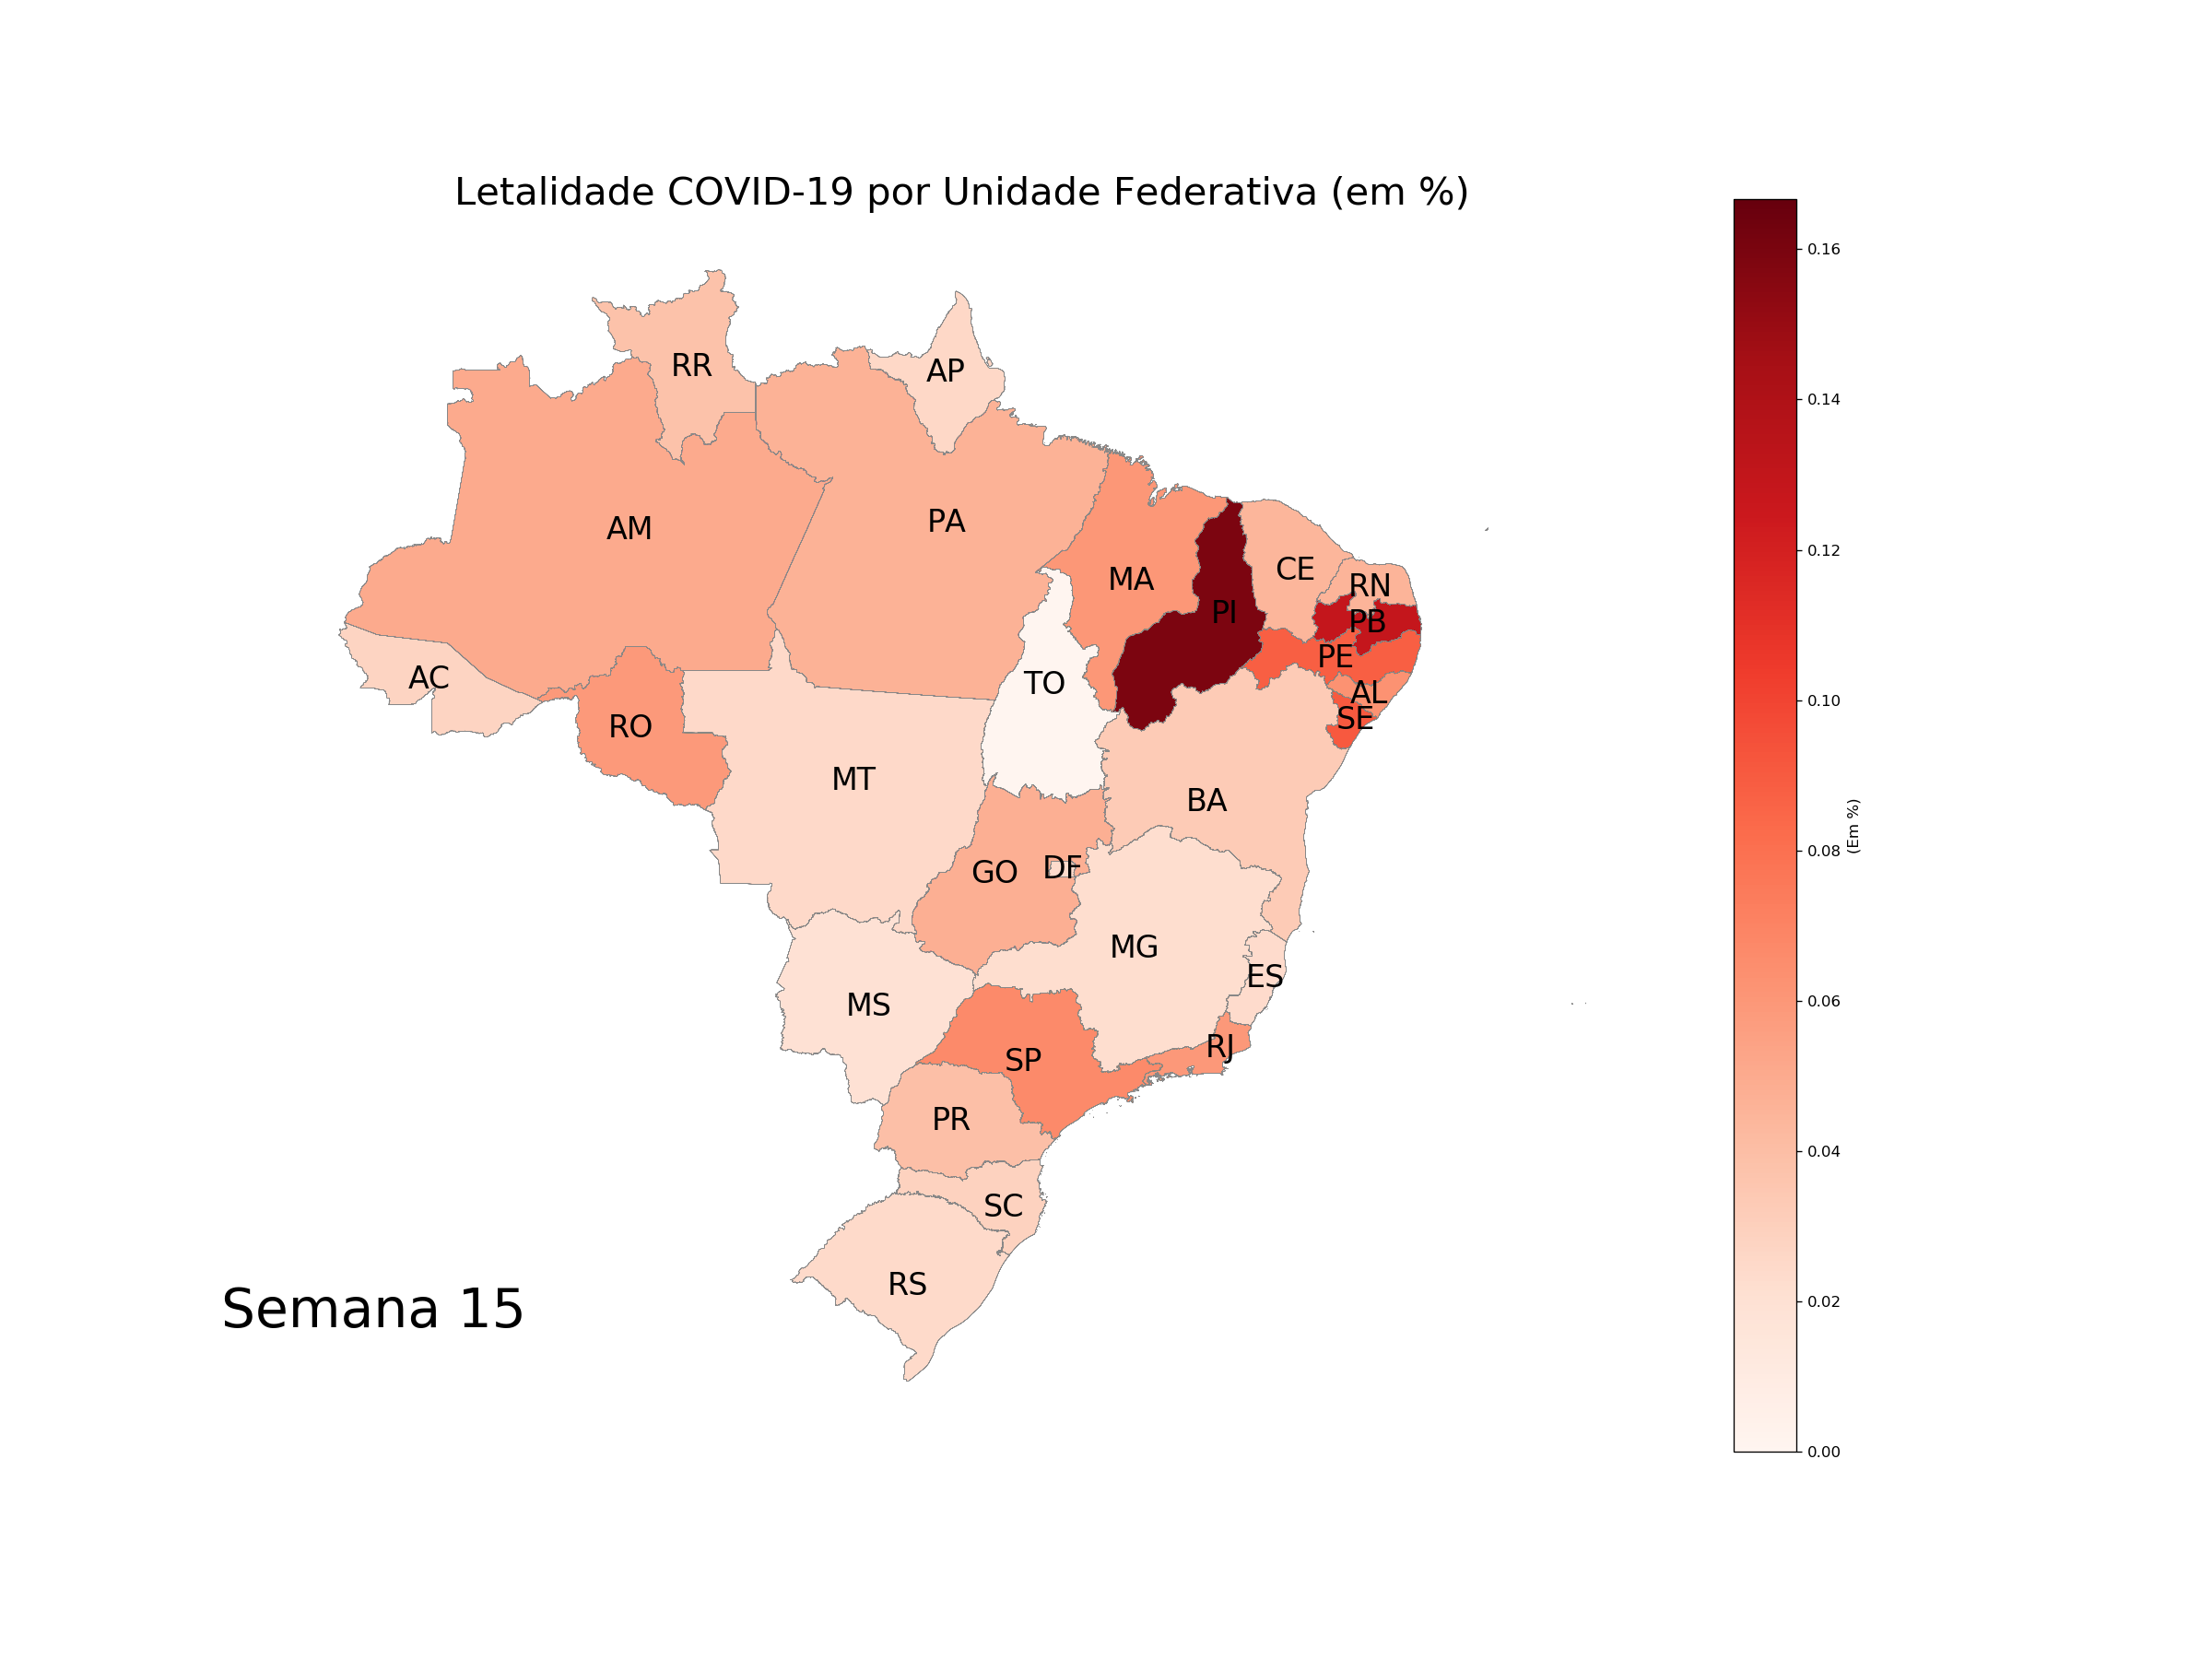 Letalidade COVID-19 por Unidade Federativa (em %)
RR
AP
AM
PA
MA
CE
RN
PI
PB
PE
AC
TO
AL
SE
RO
MT
BA
GO
DF
MG
ES
MS
RJ
SP
PR
SC
RS
Semana 15
0.16
0.14
0.12
0.10
0.08
0.06
0.04
0.02
0.00
(Em %)